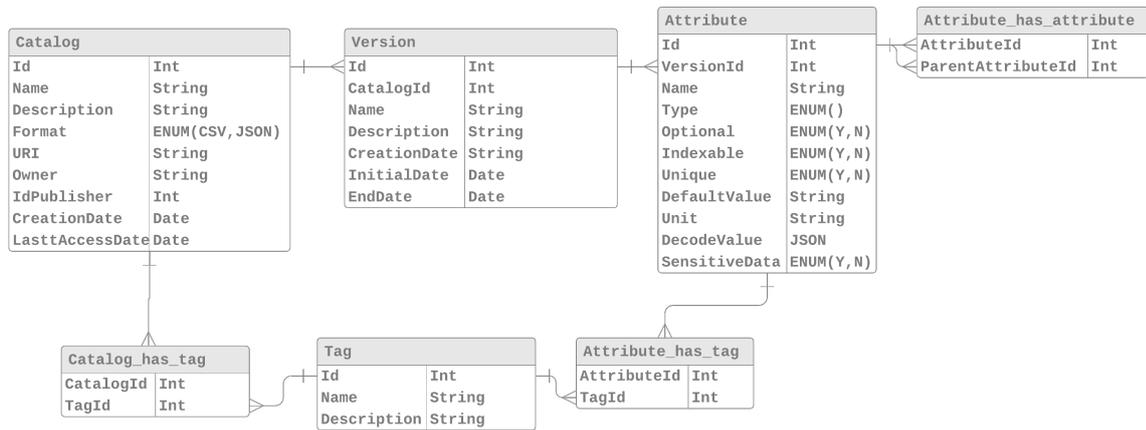 Catalog
Id Int
Name String
Description String
Format ENUM(CSV,JSON)
URI String
Owner String
IdPublisher Int
CreationDate Date
LasttAccessDate Date
Version
Id Int
CatalogId Int
Name String
Description String
CreationDate String
InitialDate Date
EndDate Date
Attribute
Id Int
VersionId Int
Name String
Type ENUM()
Optional ENUM(Y,N)
Indexable ENUM(Y,N)
Unique ENUM(Y,N)
DefaultValue String
Unit String
DecodeValue JSON
SensitiveData ENUM(Y,N)
Attribute_has_attribute
AttributeId Int
ParentAttributeId Int
Catalog_has_tag
CatalogId Int
TagId Int
Tag
Id Int
Name String
Description String
Attribute_has_tag
AttributeId Int
TagId Int